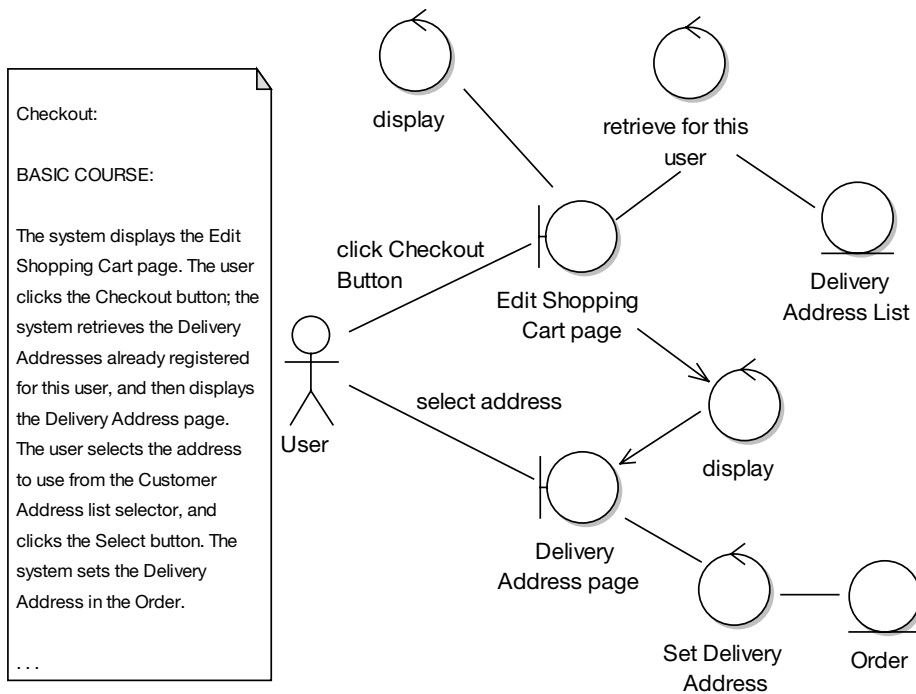 Checkout:
BASIC COURSE:
The system displays the Edit
Shopping Cart page. The user
clicks the Checkout button; the
system retrieves the Delivery
Addresses already registered
for this user, and then displays
the Delivery Address page.
The user selects the address
to use from the Customer
Address list selector, and
clicks the Select button. The
system sets the Delivery
Address in the Order.
. . .
display
retrieve for this
user
click Checkout
Button
Edit Shopping
Cart page
Delivery
Address List
User
select address
display
Delivery
Address page
Set Delivery
Address
Order